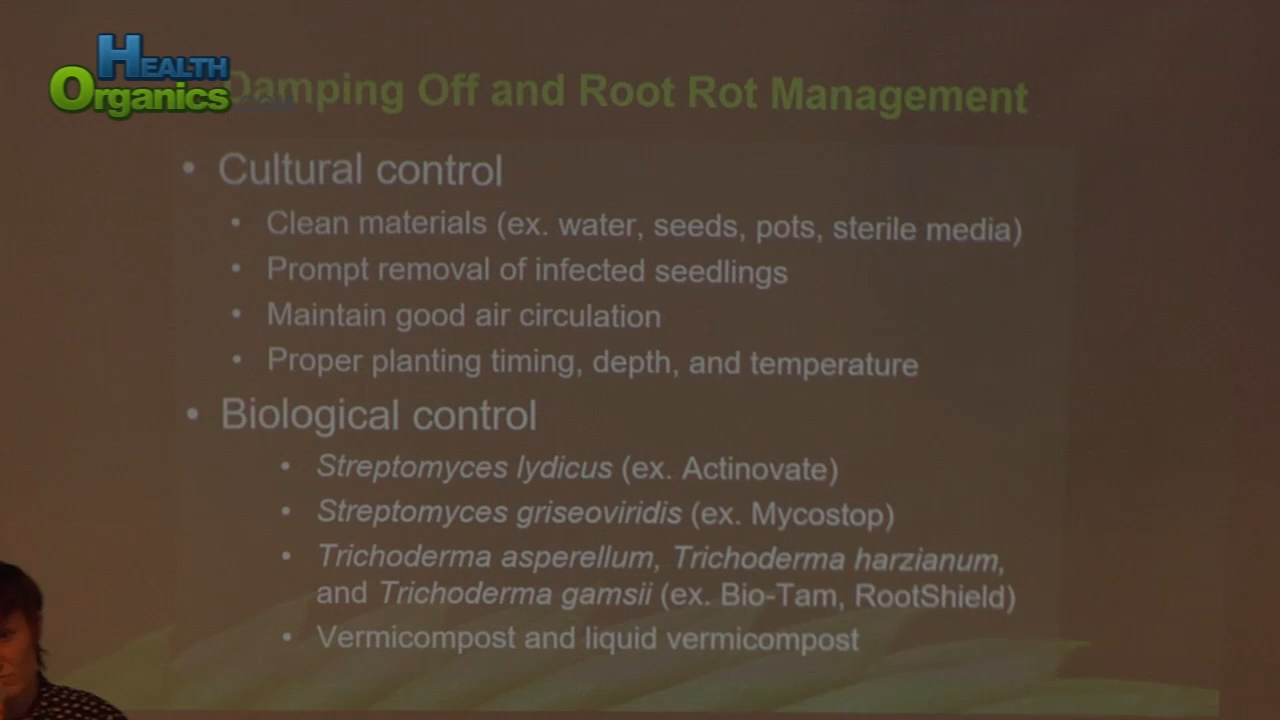 Health
Organics
Damping Off and Root Rot Management
• Cultural control
• Clean materials (ex. water, seeds, pots, sterile media)
• Prompt removal of infected seedlings
• Maintain good air circulation
• Proper planting timing, depth, and temperature
• Biological control
• Streptomyces lydicus (ex. Actinovate)
• Streptomyces griseoviridis (ex. Mycostop)
• Trichoderma asperellum, Trichoderma harzianum,
and Trichoderma gamsii (ex. Bio-Tam, RootShield)
• Vermicompost and liquid vermicompost